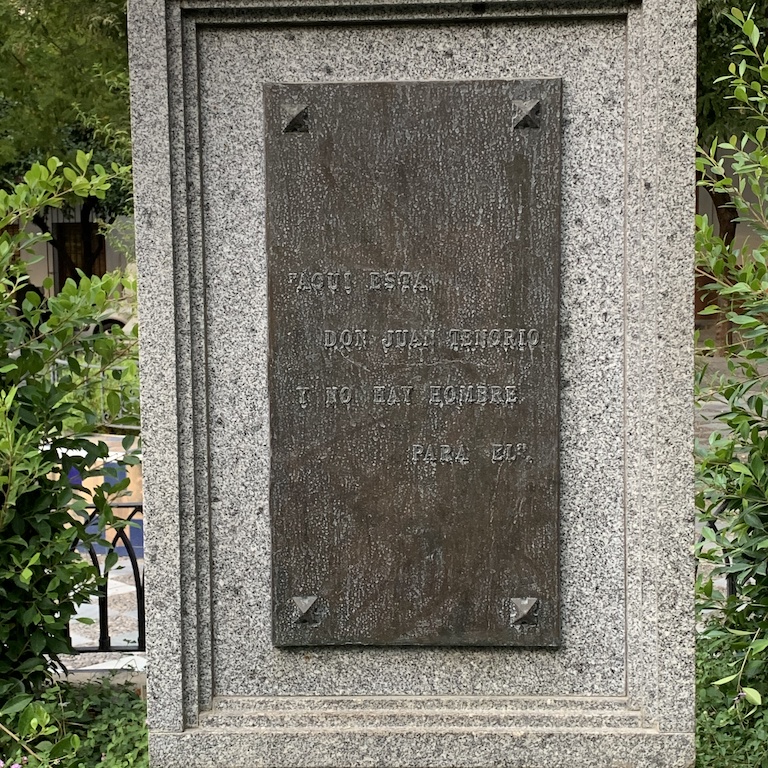 "AQUI ESTA
DON JUAN TENORIO
Y NO HAY HOMBRE
PARA EL".